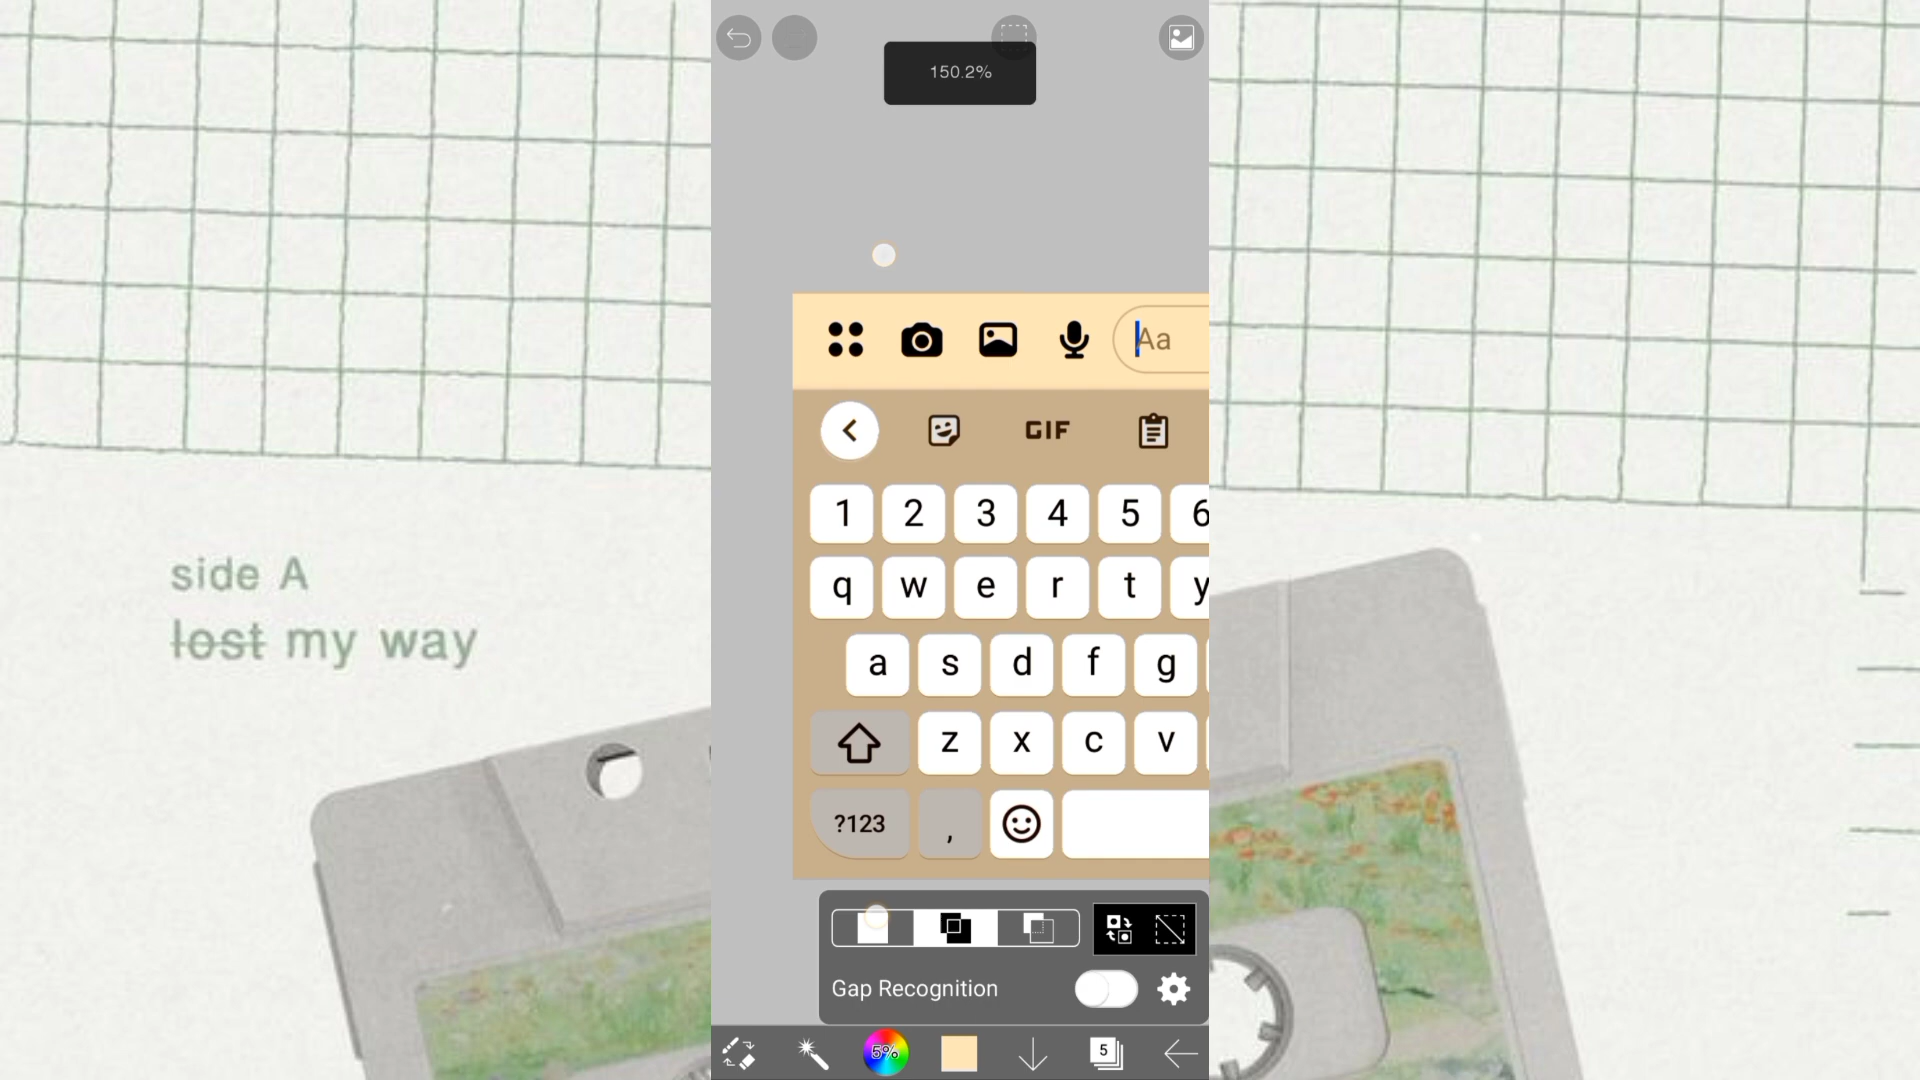 150.2%
Aa
GIF
1 2 3 4 5 6
q w e r t y
a s d f g
side A
lost my way
z x c v
?123 ,
Gap Recognition
5% 5